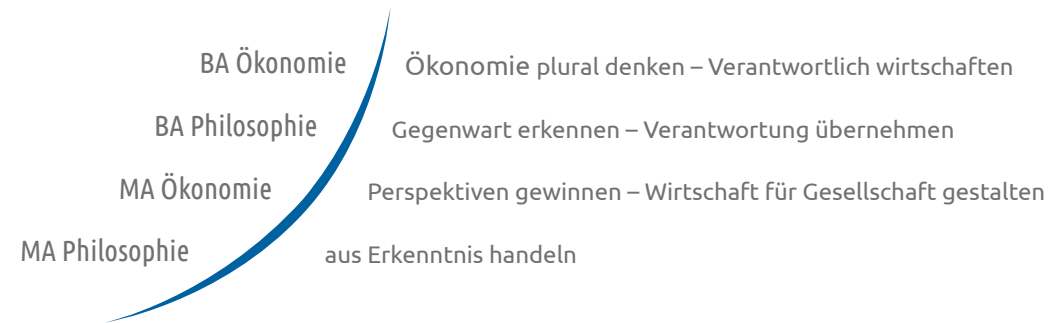 BA Ökonomie Ökonomie plural denken – Verantwortlich wirtschaften
BA Philosophie Gegenwart erkennen – Verantwortung übernehmen
MA Ökonomie Perspektiven gewinnen – Wirtschaft für Gesellschaft gestalten
MA Philosophie aus Erkenntnis handeln